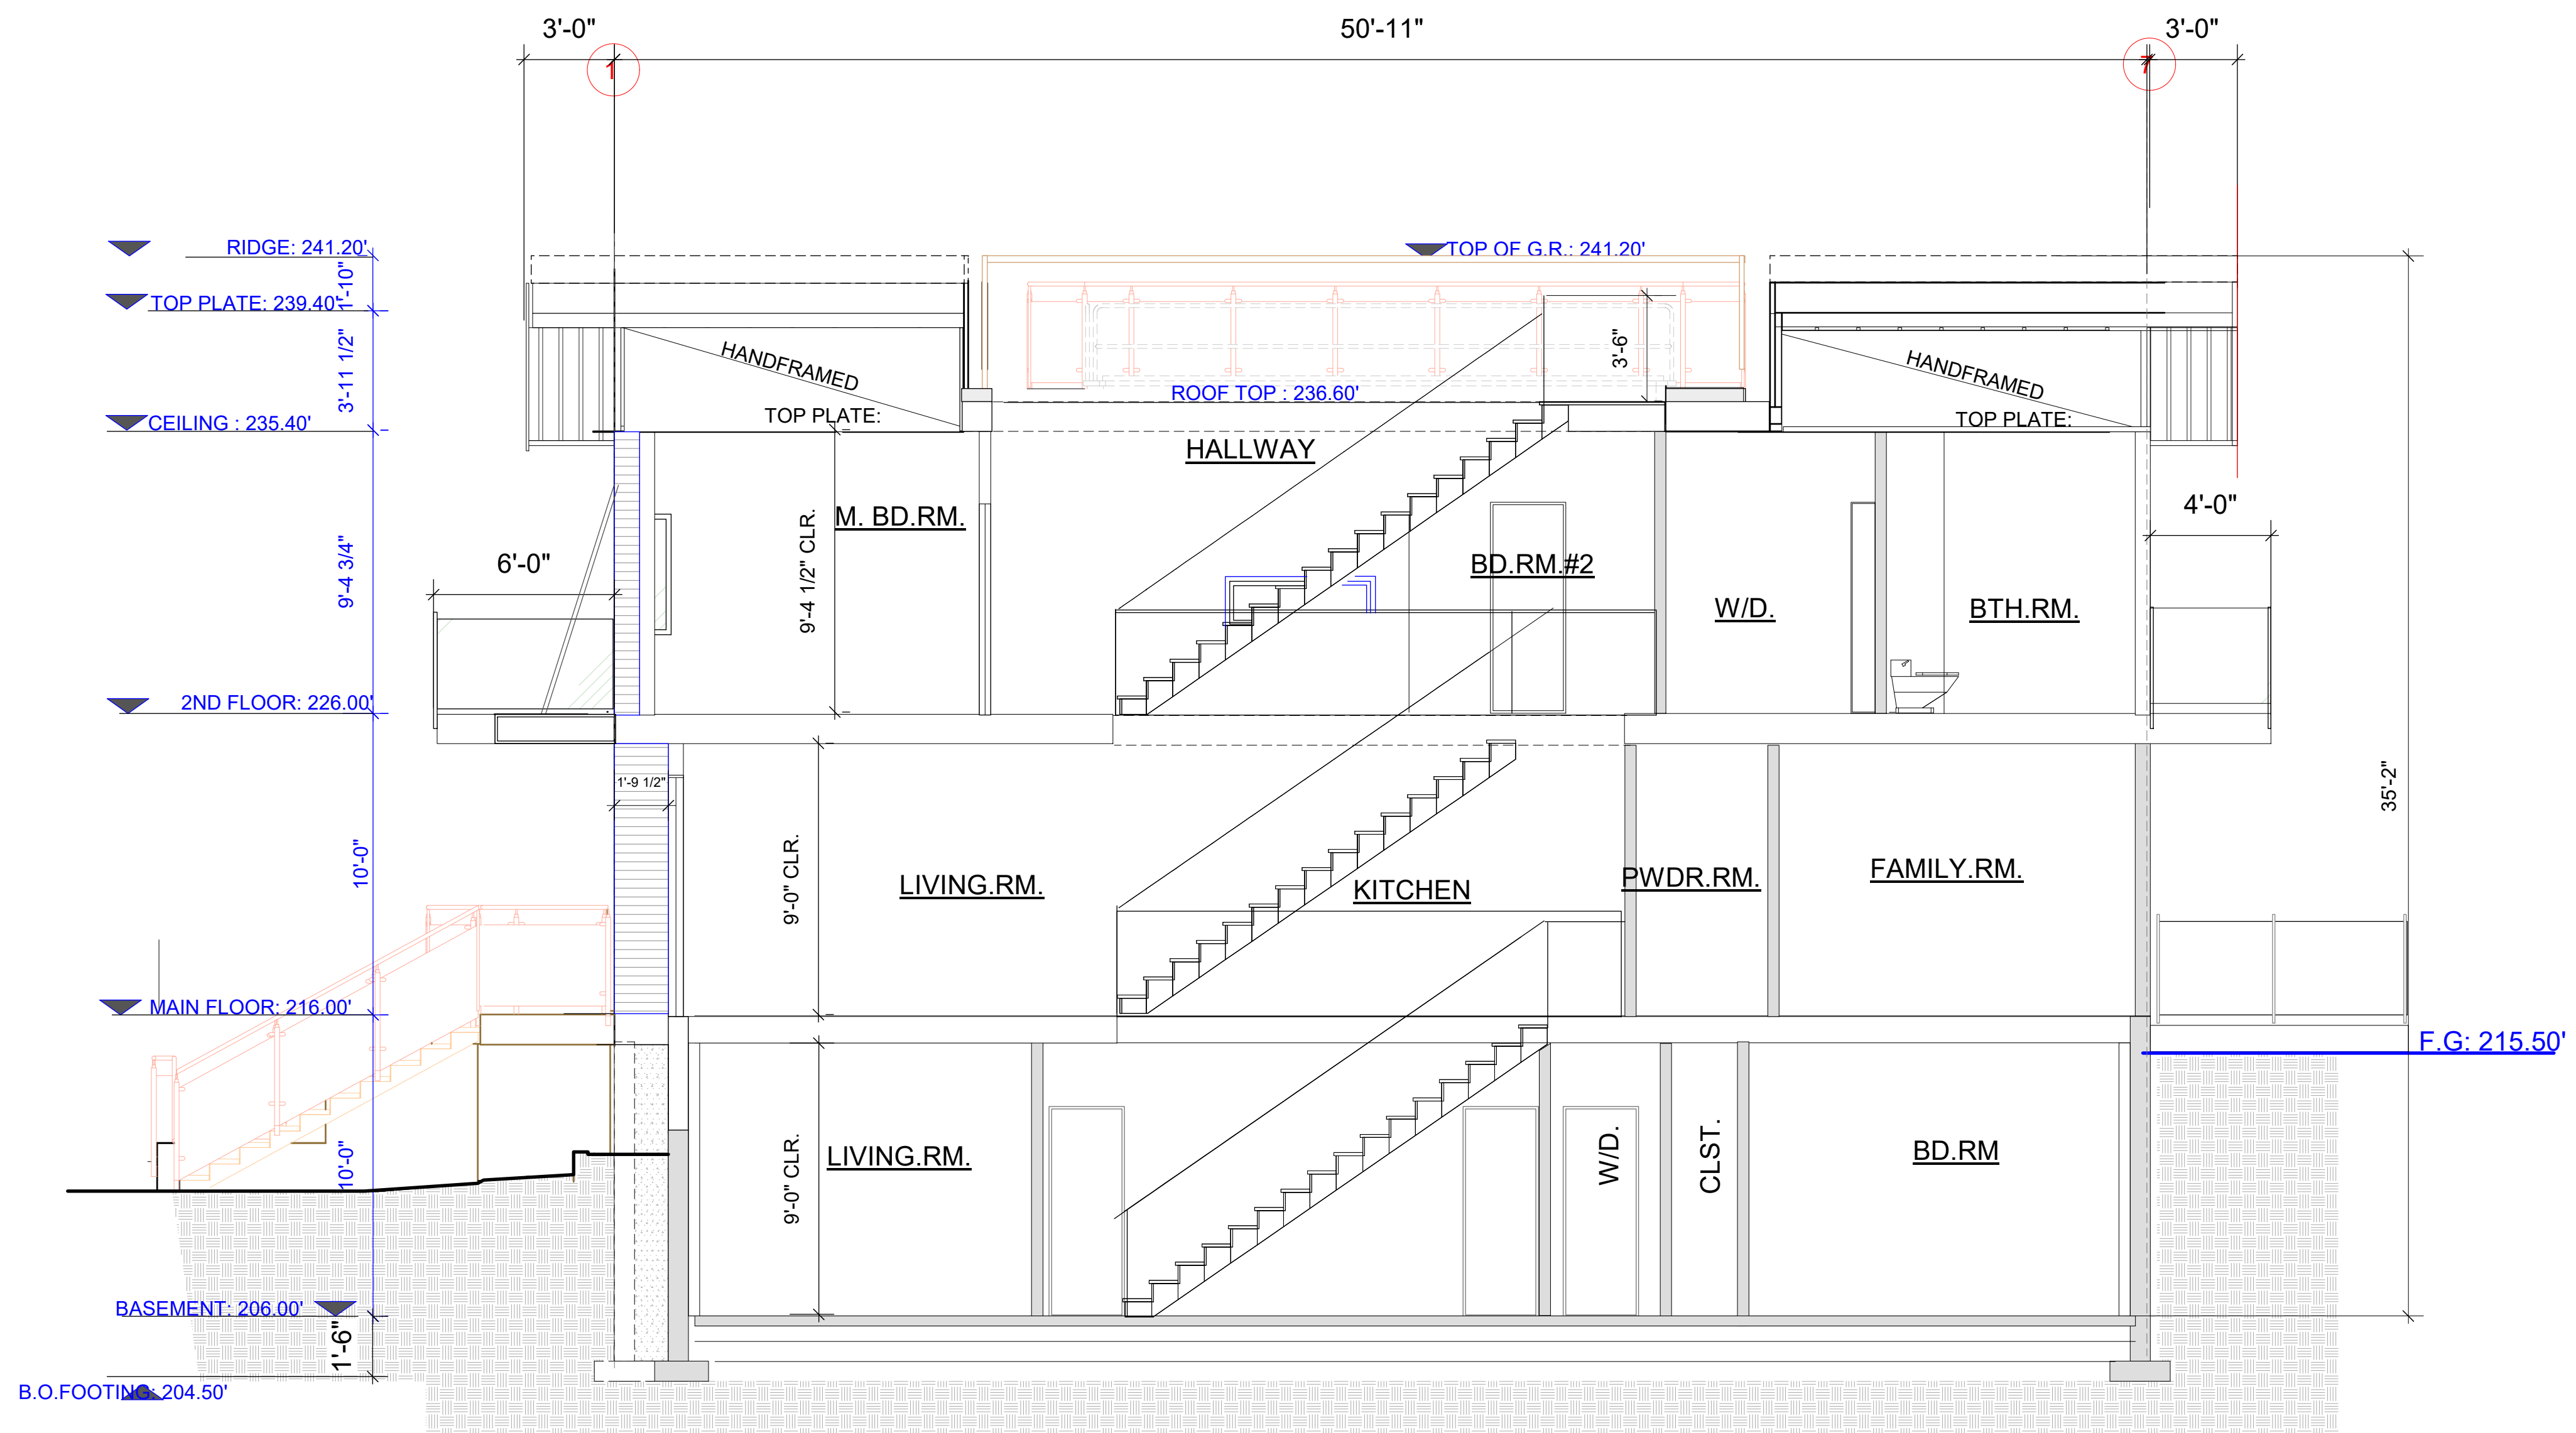 3'-0"
50'-11"
3'-0"
1
7
RIDGE: 241.20'
TOP OF G.R.: 241.20'
1'-10"
TOP PLATE: 239.40'
3'-11 1/2"
HANDFRAMED
3'-6"
HANDFRAMED
ROOF TOP : 236.60'
TOP PLATE:
TOP PLATE:
CEILING : 235.40'
HALLWAY
M. BD.RM.
4'-0"
9'-4 3/4"
6'-0"
9'-4 1/2" CLR.
BD.RM.#2
W/D.
BTH.RM.
2ND FLOOR: 226.00'
1'-9 1/2"
35'-2"
10'-0"
9'-0" CLR.
LIVING.RM.
KITCHEN
PWDR.RM.
FAMILY.RM.
MAIN FLOOR: 216.00'
F.G: 215.50'
10'-0"
9'-0" CLR.
LIVING.RM.
W/D.
CLST.
BD.RM
BASEMENT: 206.00'
1'-6"
B.O.FOOTING: 204.50'